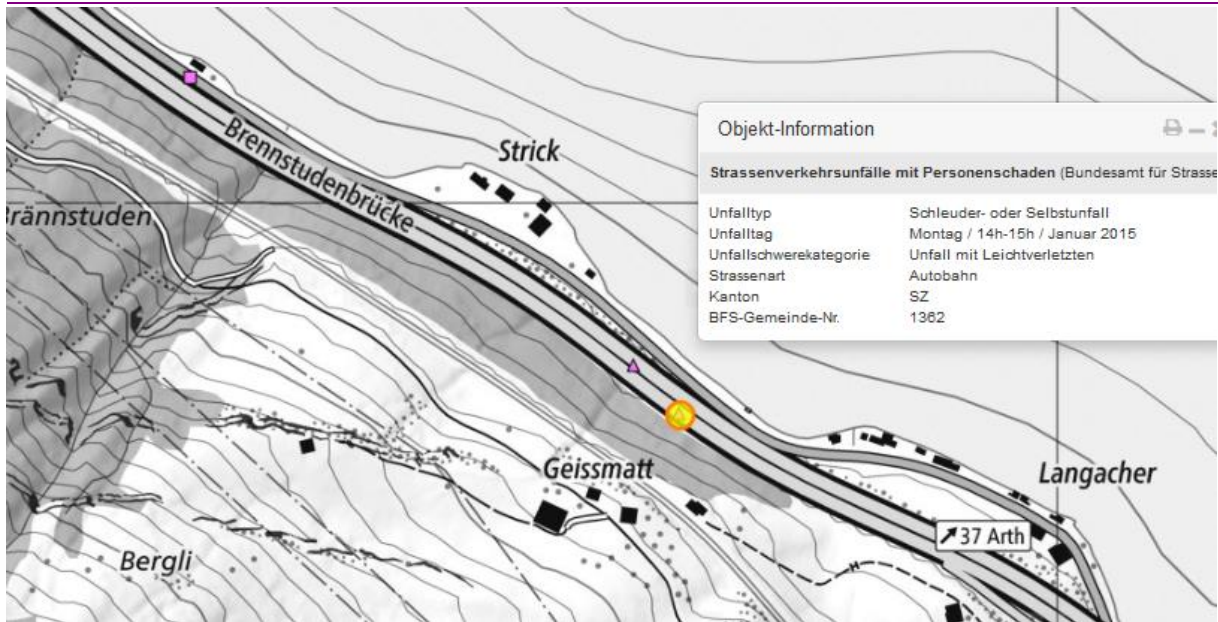 Objekt-Information
Strassenverkehrsunfälle mit Personenschaden (Bundesamt für Strasse
Unfalltyp Schleuder- oder Selbstunfall
Unfalltag Montag / 14h-15h / Januar 2015
Unfallschwerekategorie Unfall mit Leichtverletzten
Strassenart Autobahn
Kanton SZ
BFS-Gemeinde-Nr. 1362
Brennstudenbrücke
Strick
Brännstuden
Geissmatt
Langacher
37 Arth
Bergli